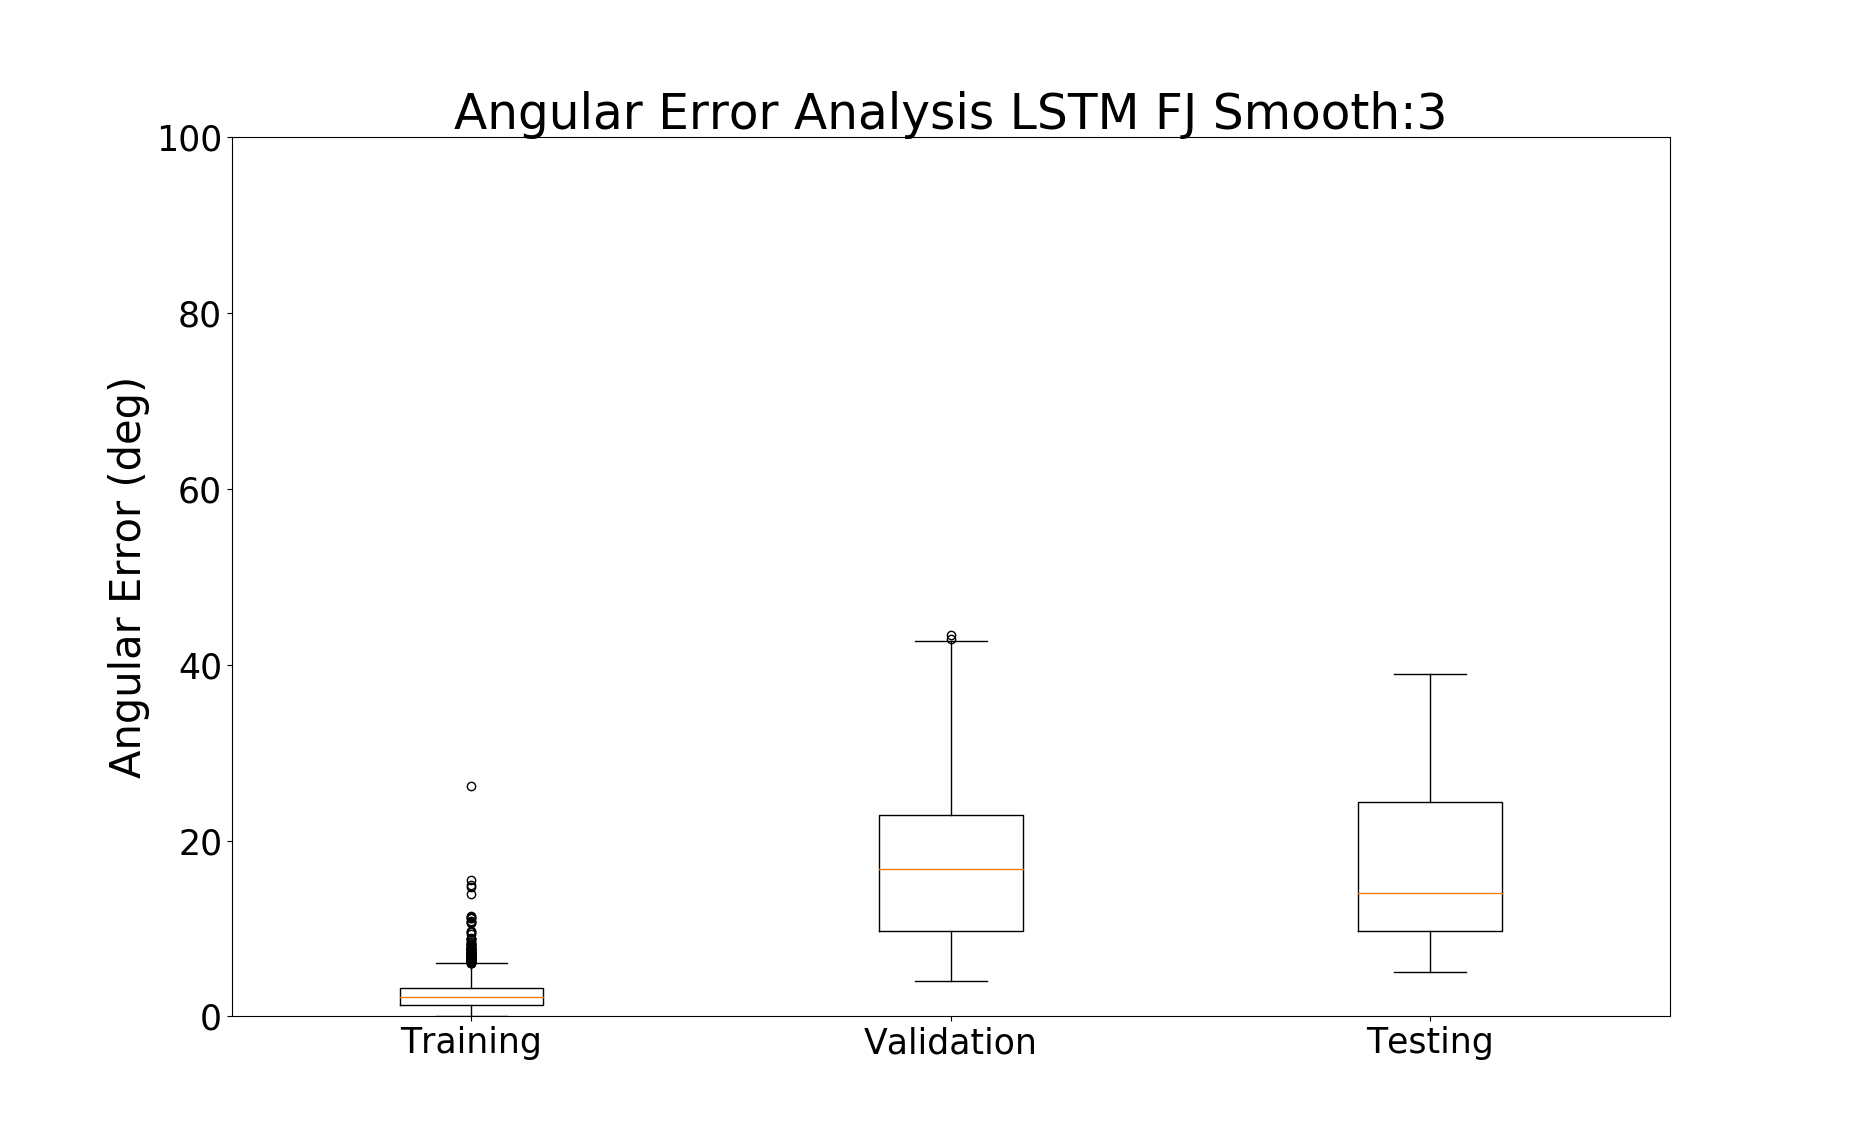 Angular Error Analysis LSTM FJ Smooth:3
100
80
60
40
20
0
Angular Error (deg)
Training
Validation
Testing